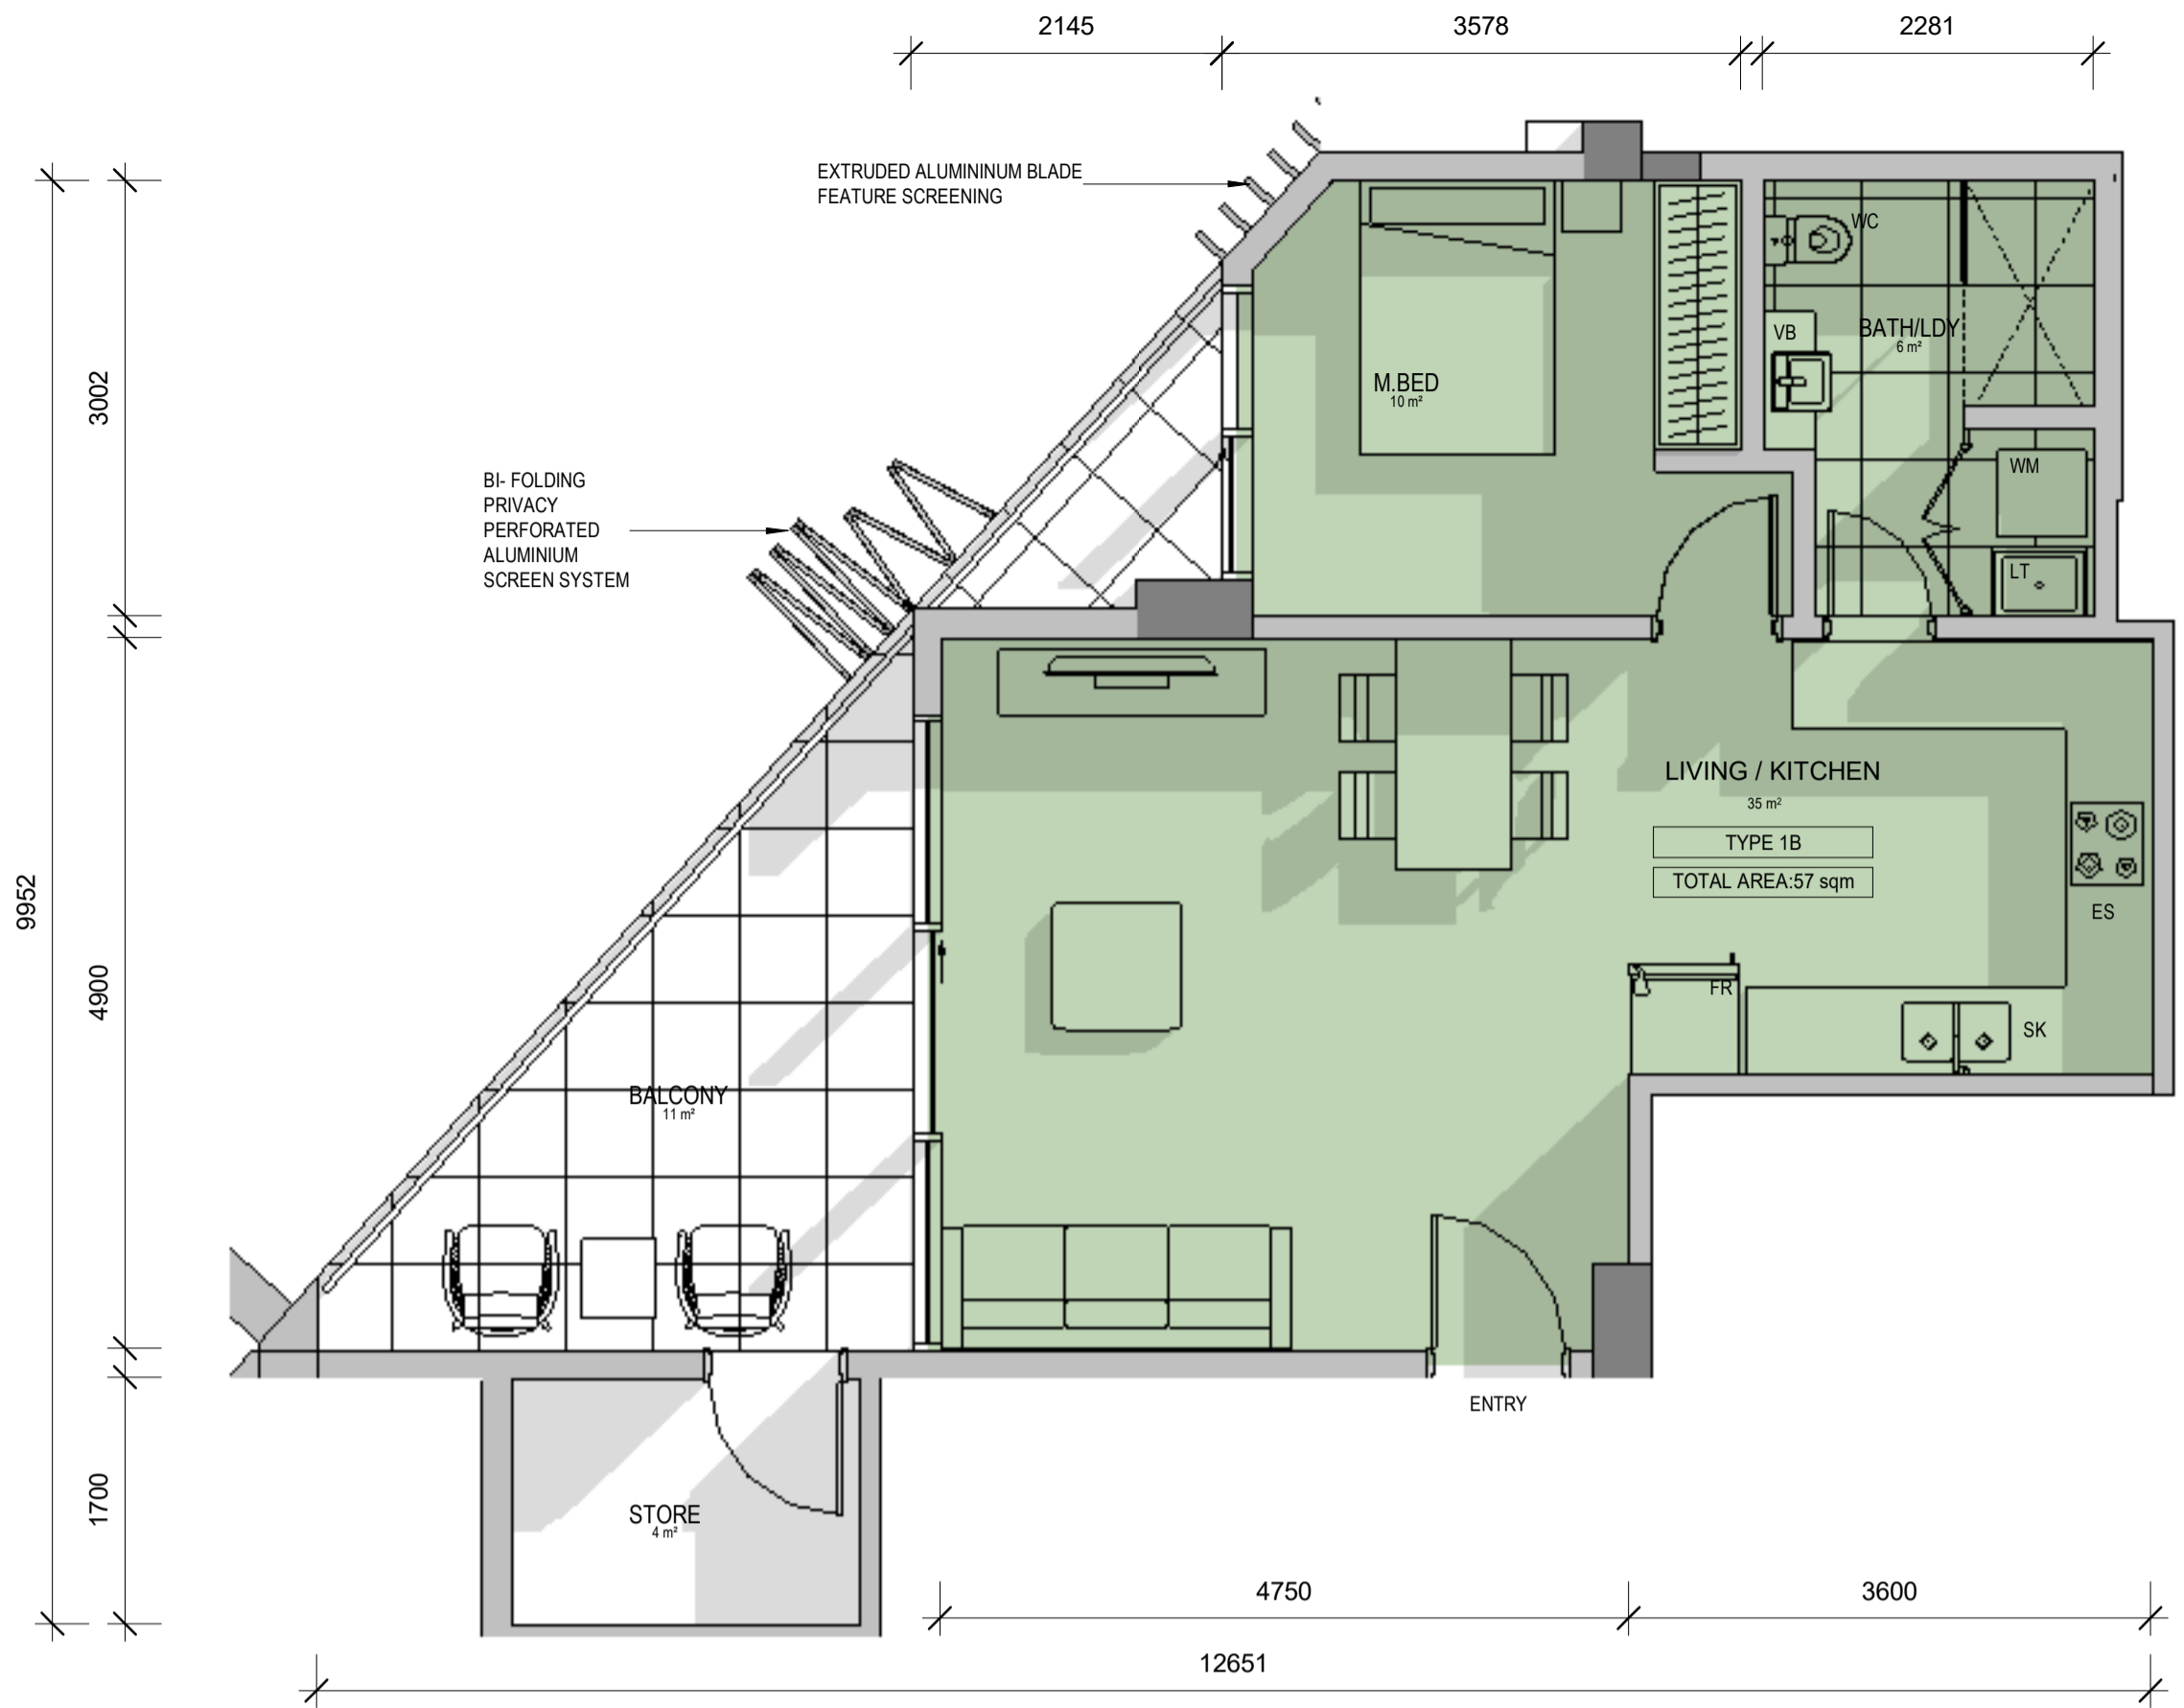 2145
3578
2281
EXTRUDED ALUMININUM BLADE
FEATURE SCREENING
WC
VB
BATH/LDY
6 m²
M.BED
10 m²
3002
BI- FOLDING
PRIVACY
PERFORATED
ALUMINIUM
SCREEN SYSTEM
WM
LT
LIVING / KITCHEN
35 m²
TYPE 1B
TOTAL AREA:57 sqm
ES
9952
4900
FR
SK
BALCONY
11 m²
ENTRY
1700
STORE
4 m²
4750
3600
12651